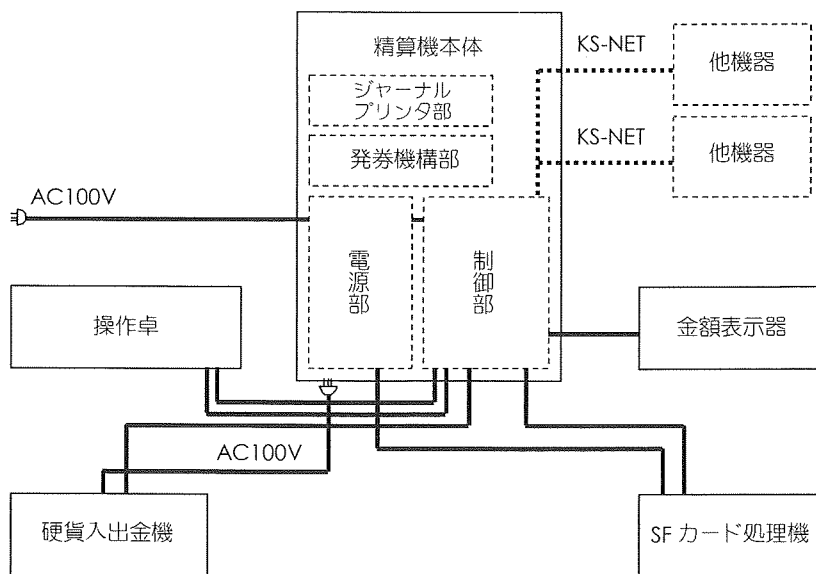 精算機本体
KS-NET
他機器
ジャーナル
プリンタ部
発券機構部
KS-NET
他機器
AC100V
電源部
制御部
操作卓
金額表示器
AC100V
硬貨入出金機
SFカード処理機